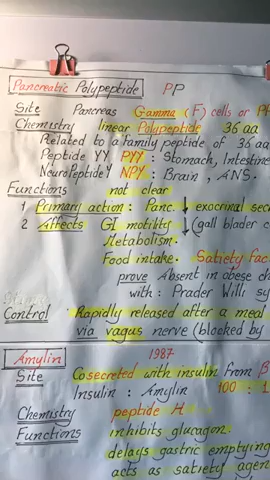 Pancreatic Polypeptide PP
Site Pancreas Gamma (F) cells or
Chemistry linear Polypeptide 36 aa
Related to a family peptide of 36 aa
Peptide YY PYY : Stomach, Intestine
NeuroPeptide Y NPY : Brain, ANS.
Functions not clear
1 Primary action : Panc. ↓ exocrinal
2 Affects GI motility ↓ (gall blader
Metabolism.
Food intake. Satiety
prove Absent in obese
with : Prader Willi
Control Rapidly released after a meal
via vagus nerve (blocked by
Amylin 1987
Site Cosecreted with insulin from β
Insulin : Amylin 100 : 1
Chemistry peptide H
Functions inhibits glucagon.
delays gastric emptying
acts as satiety